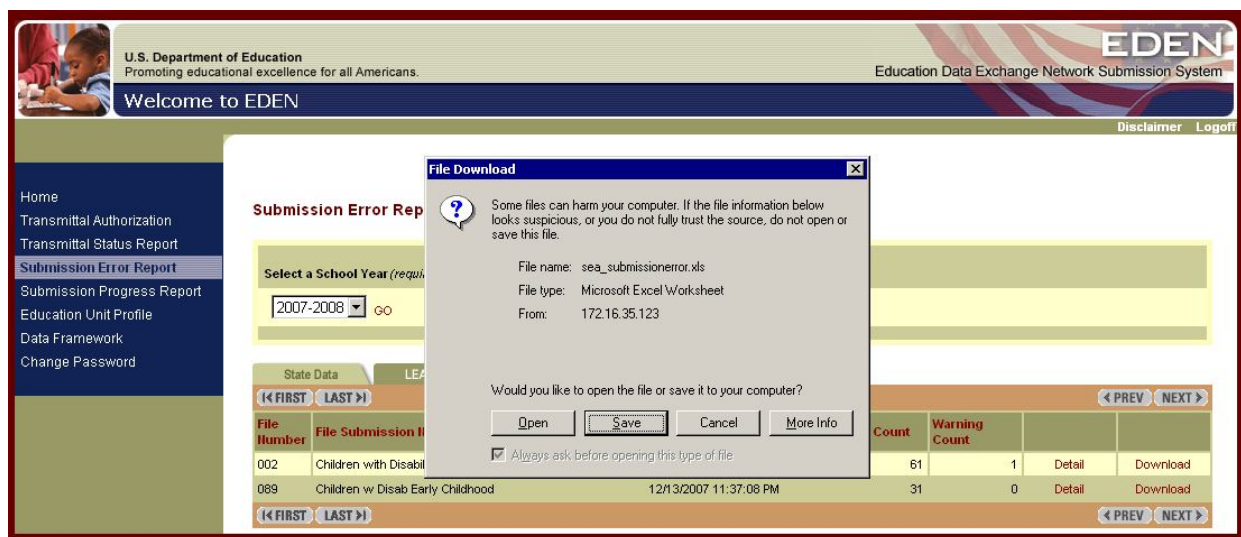 U.S. Department of Education
Promoting educational excellence for all Americans.
EDEN
Education Data Exchange Network Submission System
Welcome to EDEN
Disclaimer Logoff
Home
Transmittal Authorization
Transmittal Status Report
Submission Error Report
Submission Progress Report
Education Unit Profile
Data Framework
Change Password
Submission Error Rep
Select a School Year (requi
2007-2008 GO
File Download
Some files can harm your computer. If the file information below
looks suspicious, or you do not fully trust the source, do not open or
save this file.
File name: sea_submissionerror.xls
File type: Microsoft Excel Worksheet
From: 172.16.35.123
Would you like to open the file or save it to your computer?
Open Save Cancel More Info
Always ask before opening this type of file
State Data LEA
FIRST LAST PREV NEXT
File Number File Submission Count Warning Count
002 Children with Disabil 61 1 Detail Download
089 Children w Disab Early Childhood 12/13/2007 11:37:08 PM 31 0 Detail Download
FIRST LAST PREV NEXT